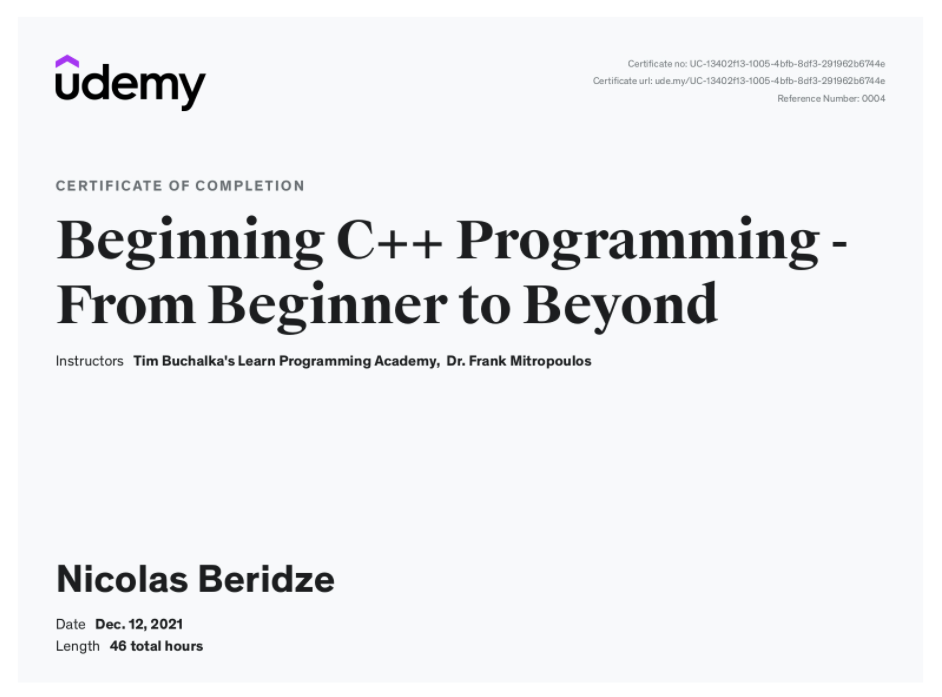 udemy
Certificate no: UC-13402f13-1005-4bfb-8df3-291962b6744e
Certificate url: ude.my/UC-13402f13-1005-4bfb-8df3-291962b6744e
Reference Number: 0004
CERTIFICATE OF COMPLETION
Beginning C++ Programming -
From Beginner to Beyond
Instructors Tim Buchalka's Learn Programming Academy, Dr. Frank Mitropoulos
Nicolas Beridze
Date Dec. 12, 2021
Length 46 total hours